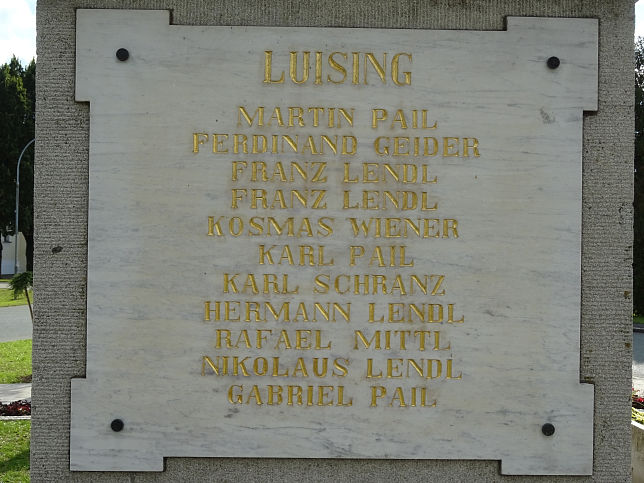 LUISING
MARTIN PAIL
FERDINAND GEIDER
FRANZ LENDL
FRANZ LENDL
KOSMAS WIENER
KARL PAIL
KARL SCHRANZ
HERMANN LENDL
RAFAEL MITTL
NIKOLAUS LENDL
GABRIEL PAIL